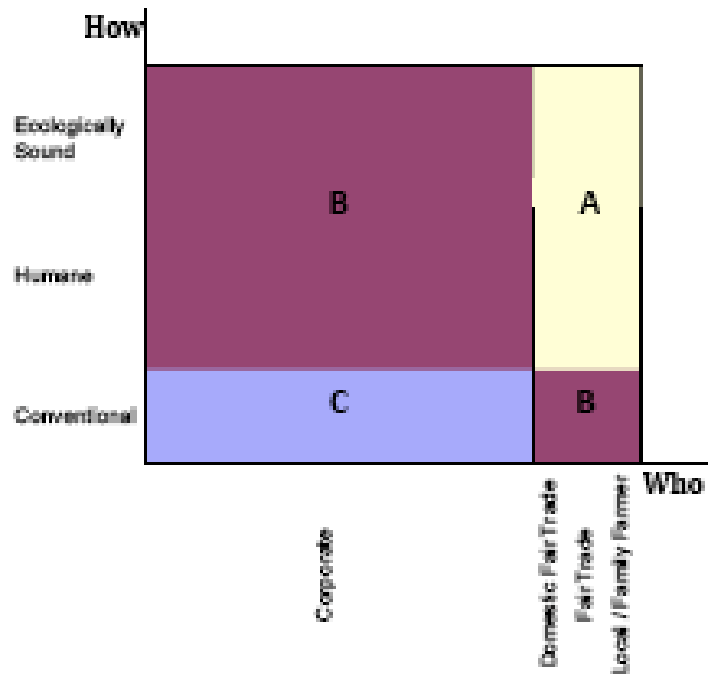 How
Ecologically
Sound
B
A
Humane
Conventional
C
B
Who
Corporate
Domestic Fair Trade
Fair Trade
Local / Family Farmer